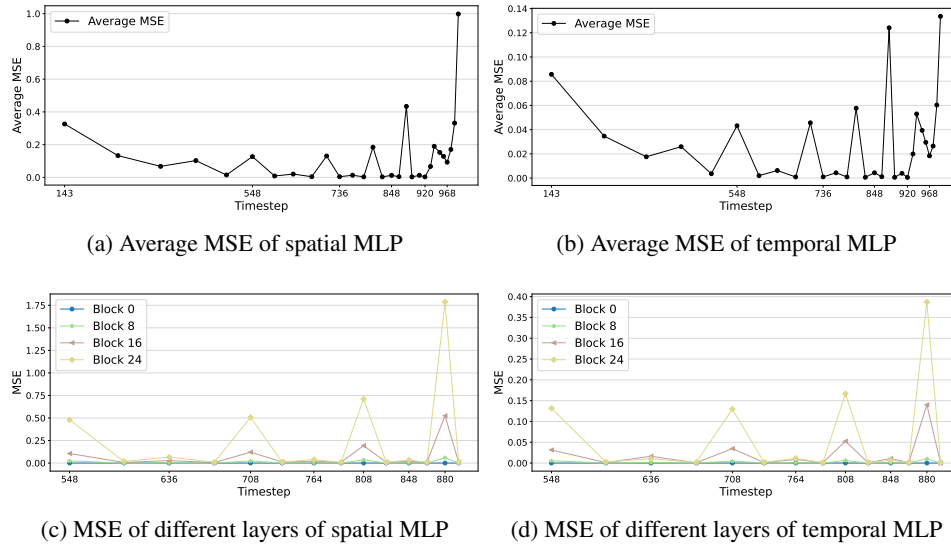 Average MSE
1.0
0.8
0.6
0.4
0.2
0.0
Average MSE
143
548
736
848
920
968
Timestep
(a) Average MSE of spatial MLP
Average MSE
0.14
0.12
0.10
0.08
0.06
0.04
0.02
0.00
Average MSE
143
548
736
848
920
968
Timestep
(b) Average MSE of temporal MLP
Block 0
Block 8
Block 16
Block 24
1.75
1.50
1.25
1.00
0.75
0.50
0.25
0.00
MSE
548
636
708
764
808
848
880
Timestep
(c) MSE of different layers of spatial MLP
Block 0
Block 8
Block 16
Block 24
0.40
0.35
0.30
0.25
0.20
0.15
0.10
0.05
0.00
MSE
548
636
708
764
808
848
880
Timestep
(d) MSE of different layers of temporal MLP